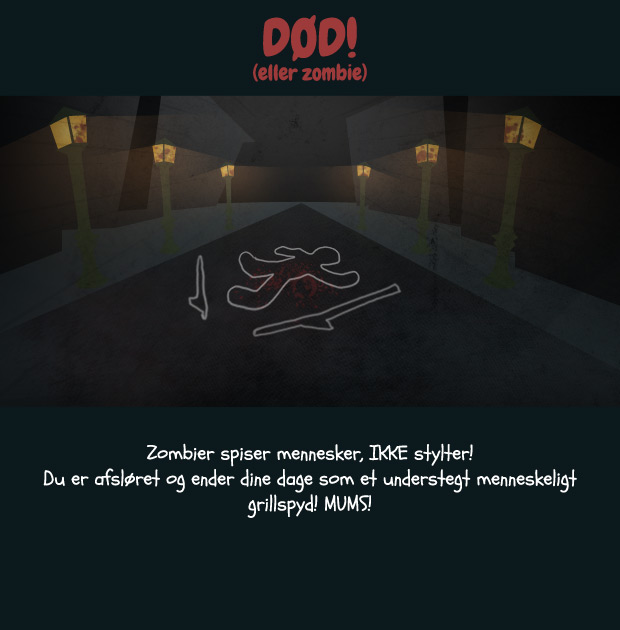 DØD!
(eller zombie)
Zombier spiser mennesker, IKKE stylter!
Du er afsløret og ender dine dage som et understegt menneskeligt
grillspyd! MUMS!